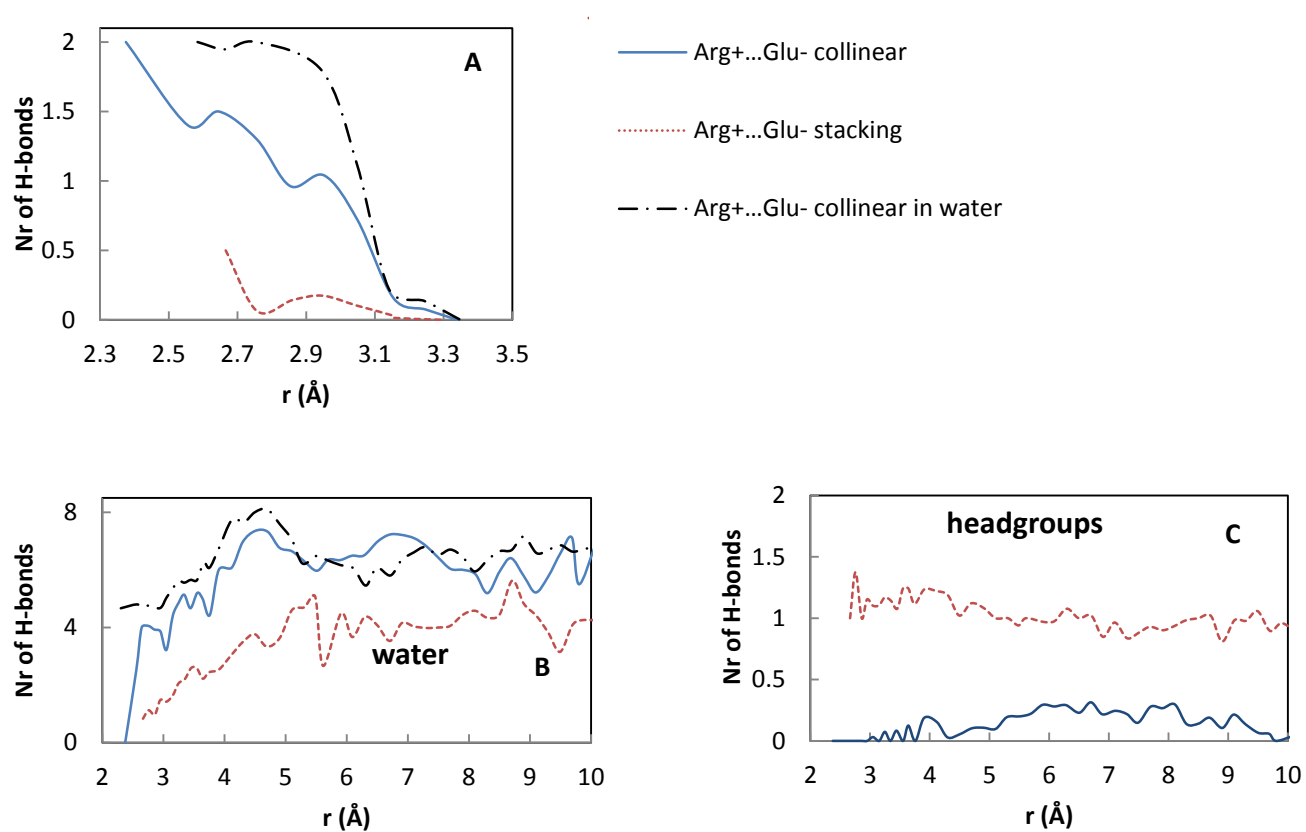 Nr of H-bonds
2
1.5
1
0.5
0
A
2.3 2.5 2.7 2.9 3.1 3.3 3.5
r (Å)
Arg+...Glu- collinear
Arg+...Glu- stacking
Arg+...Glu- collinear in water
Nr of H-bonds
8
4
0
water
B
2 3 4 5 6 7 8 9 10
r (Å)
Nr of H-bonds
2
1.5
1
0.5
0
headgroups
C
2 3 4 5 6 7 8 9 10
r (Å)